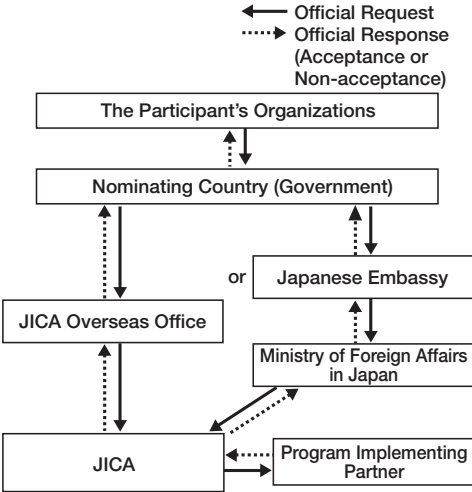 Official Request
Official Response
(Acceptance or
Non-acceptance)
The Participant's Organizations
Nominating Country (Government)
or
Japanese Embassy
JICA Overseas Office
Ministry of Foreign Affairs
in Japan
JICA
Program Implementing
Partner